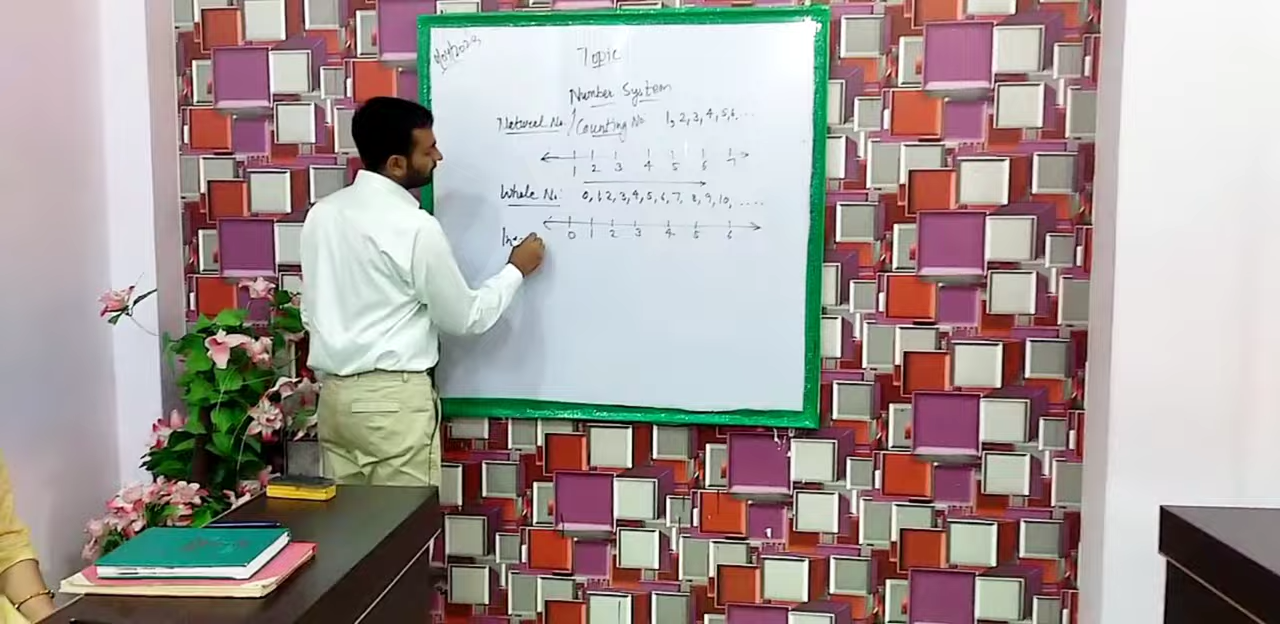 Topic
Number System
Natural No. / Counting No. 1, 2, 3, 4, 5, 6, ...
1 2 3 4 5 6 7
Whole No: 0, 1, 2, 3, 4, 5, 6, 7, 8, 9, 10, .....
0 1 2 3 4 5 6